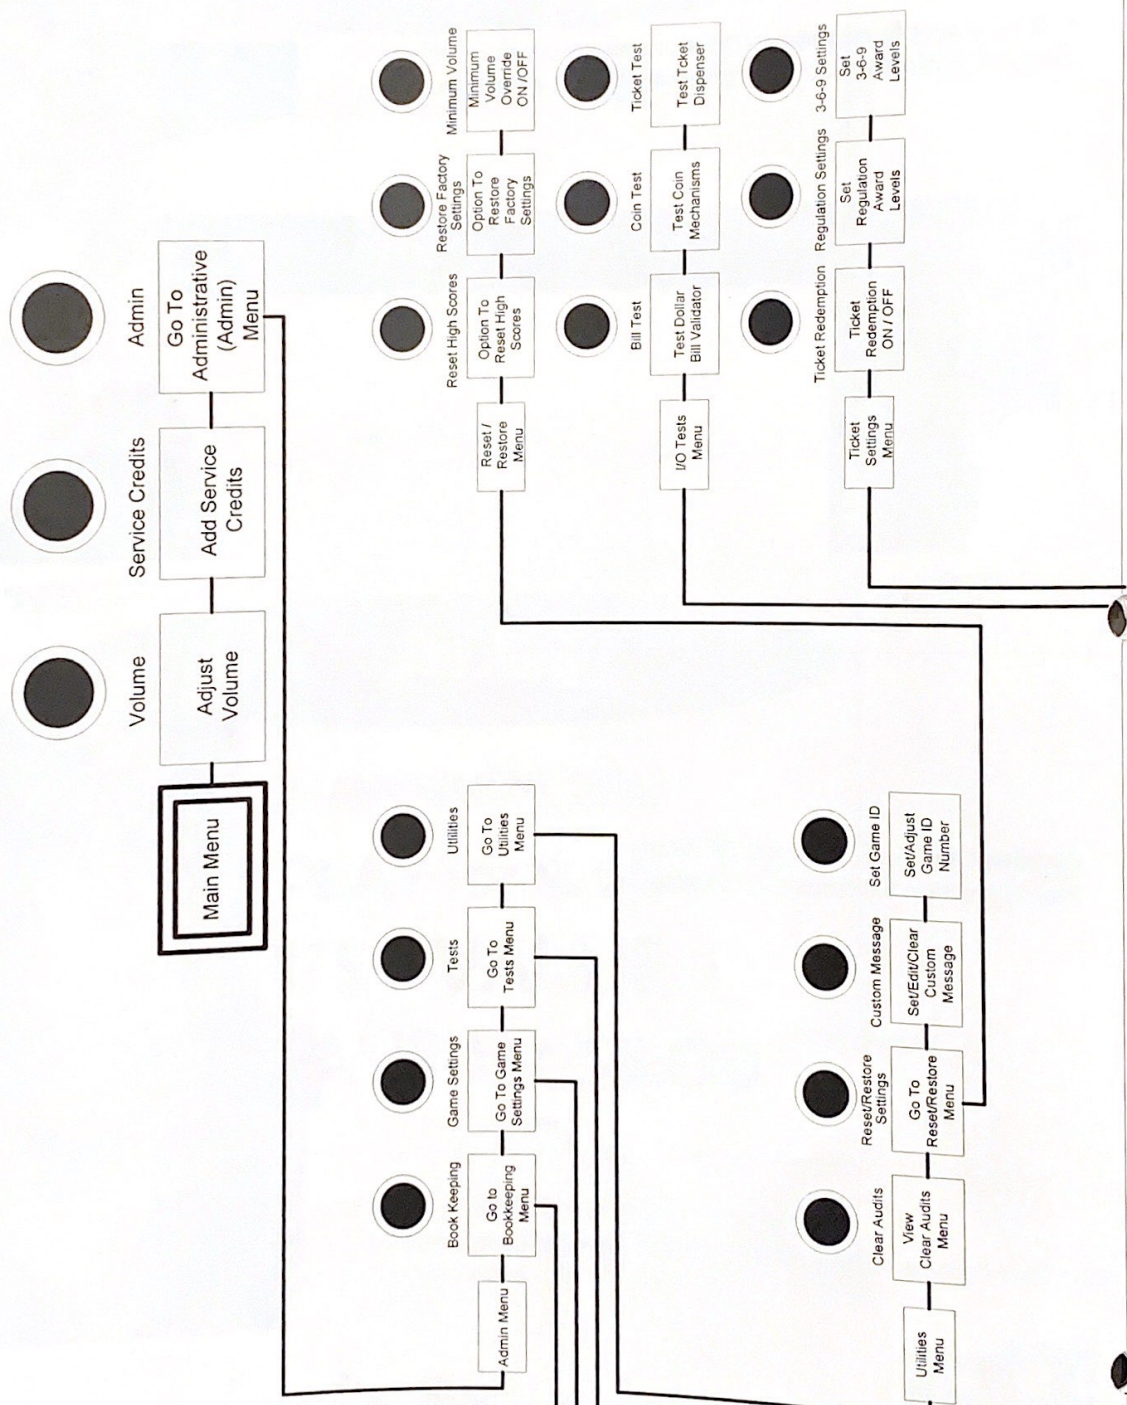 Volume
Service Credits
Admin
Main Menu
Adjust
Volume
Add Service
Credits
Go To
Administrative
(Admin)
Menu
Book Keeping
Game Settings
Tests
Utlilities
Admin Menu
Go to
Bookkeeping
Menu
Go To Game
Settings Menu
Go To
Tests Menu
Go To
Utilities
Menu
Reset High Scores
Restore Factory
Settings
Minimum Volume
Reset /
Restore
Menu
Option To
Reset High
Scores
Option To
Restore
Factory
Settings
Minimum
Volume
Override
ON /OFF
Bill Test
Coin Test
Ticket Test
I/O Tests
Menu
Test Dollar
Bill Validator
Test Coin
Mechanisms
Test Tcket
Dispenser
Ticket Redemption
Regulation Settings
3-6-9 Settings
Ticket
Settings
Menu
Ticket
Redemption
ON / OFF
Set
Regulation
Award
Levels
Set
3-6-9
Award
Levels
Clear Audits
Reset/Restore
Settings
Custom Message
Set Game ID
Utilities
Menu
View
Clear Audits
Menu
Go To
Reset/Restore
Menu
Set/Edit/Clear
Custom
Message
Set/Adjust
Game ID
Number